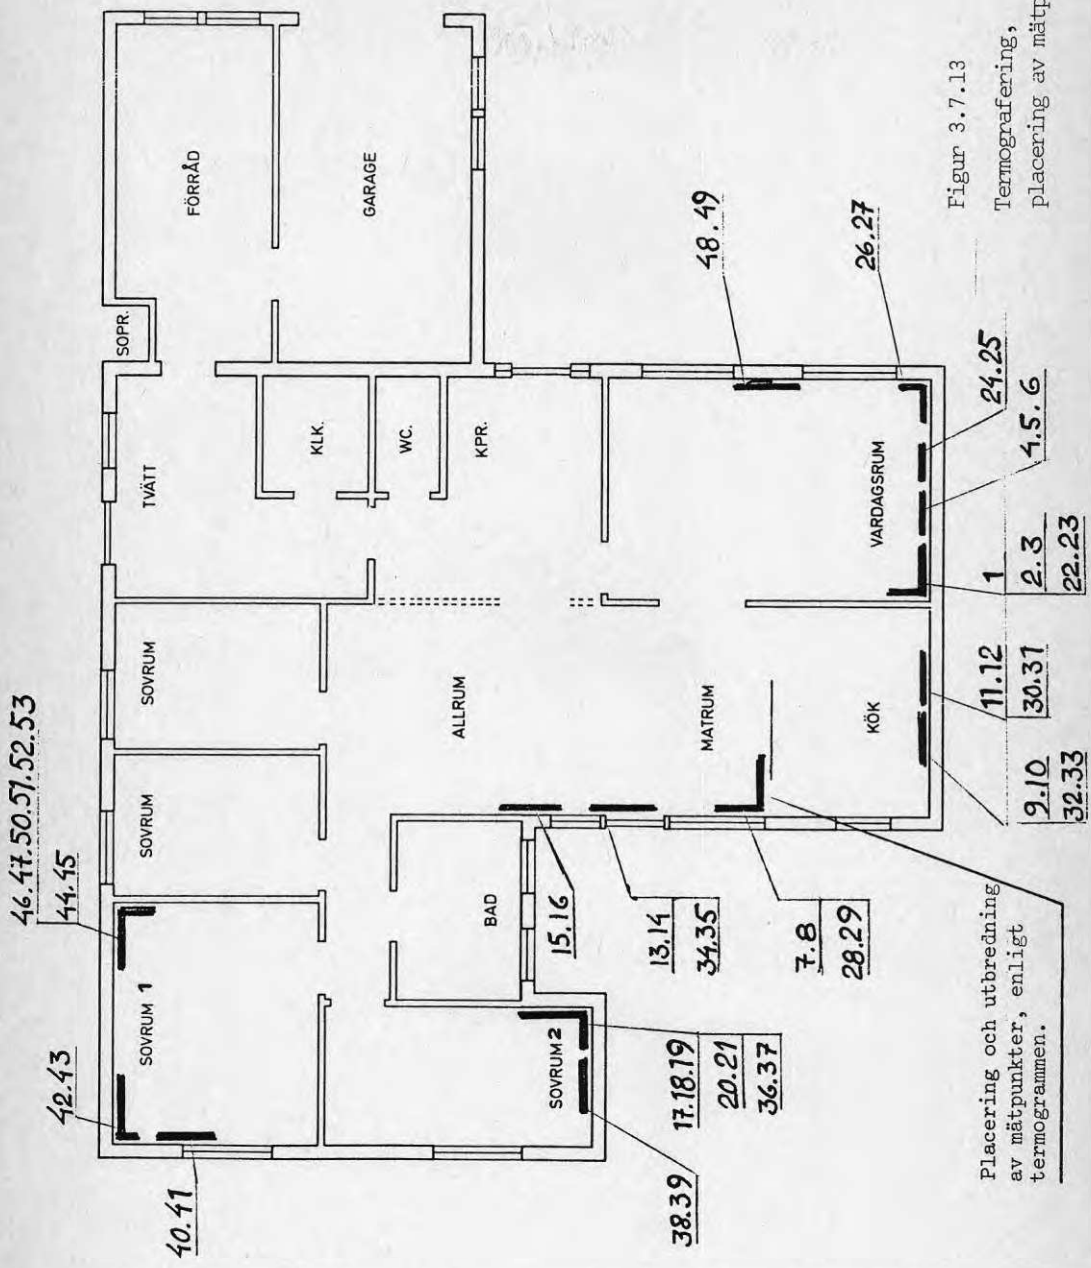 46.47.50.51.52.53
44.45
42.43
40.41
SOVRUM 1
SOVRUM
SOVRUM
TVÄTT
SOPR.
FÖRRÅD
GARAGE
KLK.
WC.
KPR.
ALLRUM
BAD
SOVRUM 2
MATRUM
KÖK
VARDAGSRUM
38.39
17.18.19
20.21
36.37
15.16
13.14
34.35
7.8
28.29
9.10
32.33
11.12
30.31
1
2.3
22.23
4.5.6
24.25
26.27
48.49
Placering och utbredning
av mätpunkter, enligt
termogrammen.
Figur 3.7.13
Termografering,
placering av